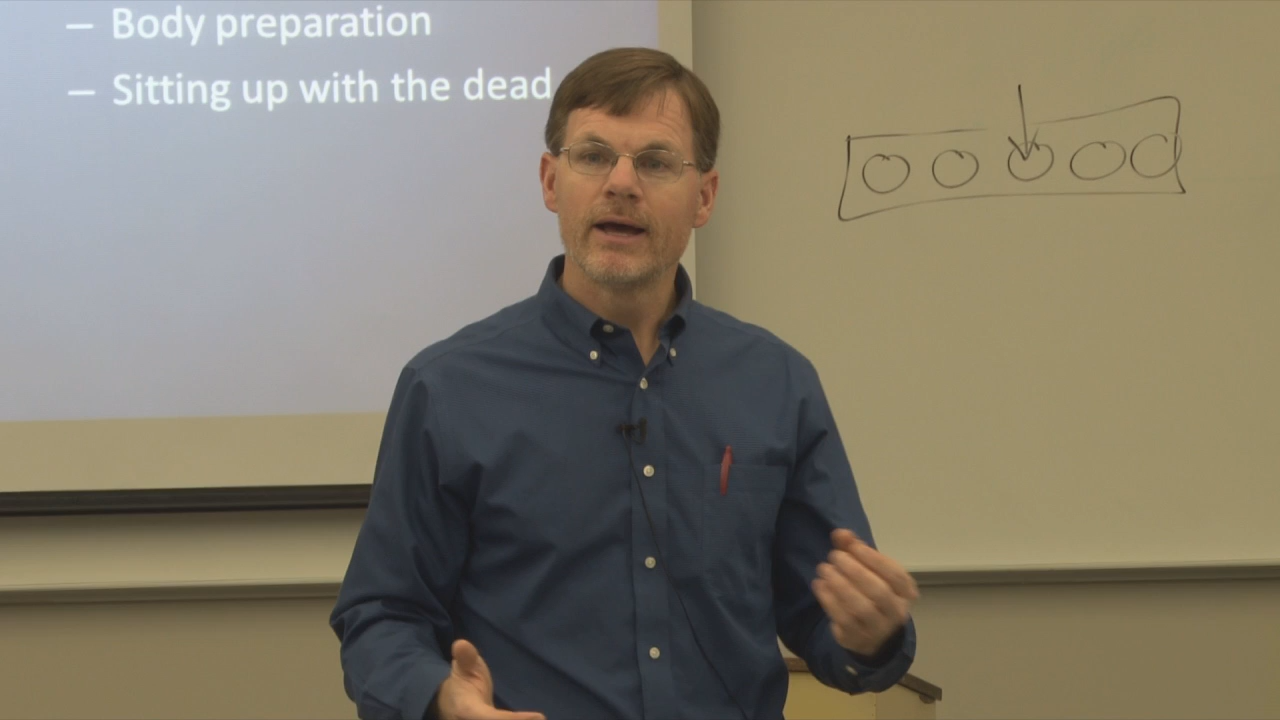 – Body preparation
– Sitting up with the dead